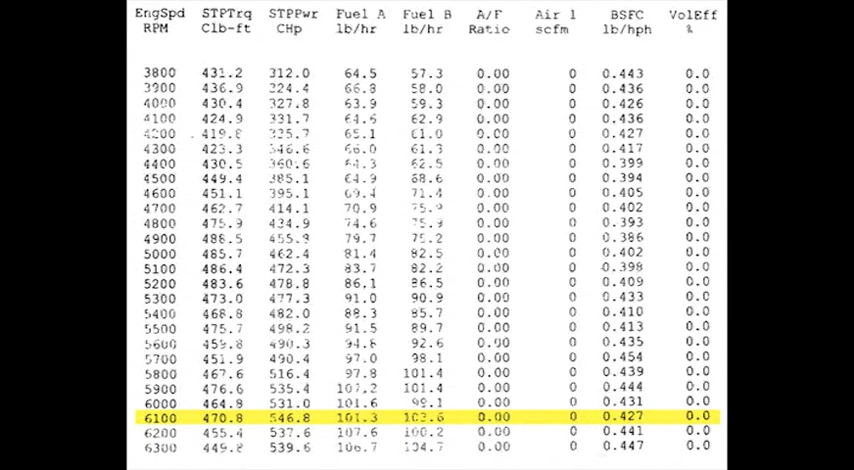 EngSpd STPTrq STPPwr Fuel A Fuel B A/F Air 1 BSFC VolEff
RPM Clb-ft CHp lb/hr lb/hr Ratio scfm lb/hph %
3800 431.2 312.0 64.5 57.3 0.00 0 0.443 0.0
3900 436.9 324.4 66.8 58.0 0.00 0 0.436 0.0
4000 430.4 327.8 63.9 59.3 0.00 0 0.426 0.0
4100 424.9 331.7 64.6 62.9 0.00 0 0.436 0.0
4200 419.8 335.7 65.1 61.0 0.00 0 0.427 0.0
4300 423.3 346.6 66.0 61.3 0.00 0 0.417 0.0
4400 430.5 360.6 64.3 62.5 0.00 0 0.399 0.0
4500 449.4 385.1 64.9 68.6 0.00 0 0.394 0.0
4600 451.1 395.1 69.4 71.4 0.00 0 0.405 0.0
4700 462.7 414.1 70.9 75.9 0.00 0 0.402 0.0
4800 475.9 434.9 74.6 75.9 0.00 0 0.393 0.0
4900 488.5 79.7 75.2 0.00 0 0.386 0.0
5000 485.7 462.4 81.4 82.5 0.00 0 0.402 0.0
5100 486.4 472.3 83.7 82.2 0.00 0 0.398 0.0
5200 483.6 478.8 86.1 86.5 0.00 0 0.409 0.0
5300 473.0 477.3 91.0 90.9 0.00 0 0.433 0.0
5400 468.8 482.0 88.3 85.7 0.00 0 0.410 0.0
5500 475.7 498.2 91.5 89.7 0.00 0 0.413 0.0
5600 459.8 490.3 94.8 92.6 0.00 0 0.435 0.0
5700 451.9 490.4 97.0 98.1 0.00 0 0.454 0.0
5800 467.6 516.4 97.8 101.4 0.00 0 0.439 0.0
5900 476.6 535.4 107.2 101.4 0.00 0 0.444 0.0
6000 464.8 531.0 101.6 99.1 0.00 0 0.431 0.0
6100 470.8 546.8 101.3 103.6 0.00 0 0.427 0.0
6200 455.4 537.6 107.6 100.2 0.00 0 0.441 0.0
6300 449.8 539.6 106.7 104.7 0.00 0 0.447 0.0